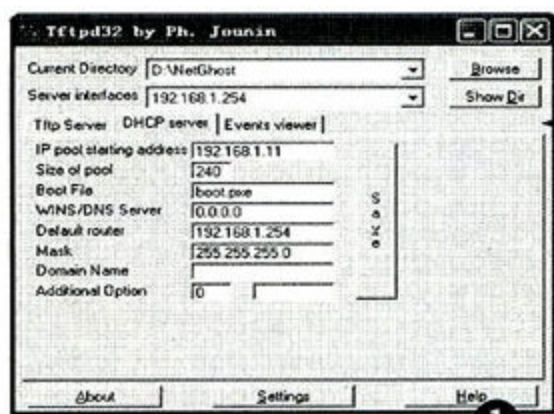 Tftpd32 by Ph. Jounin
Current Directory D:\NetGhost Browse
Server interfaces 192.168.1.254 Show Dir
Tftp Server DHCP server Events viewer
IP pool starting address 192.168.1.11
Size of pool 240
Boot File boot.pxe
WINS/DNS Server 0.0.0.0
Default router 192.168.1.254
Mask 255.255.255.0
Domain Name
Additional Option 0
Save
About Settings Help
1